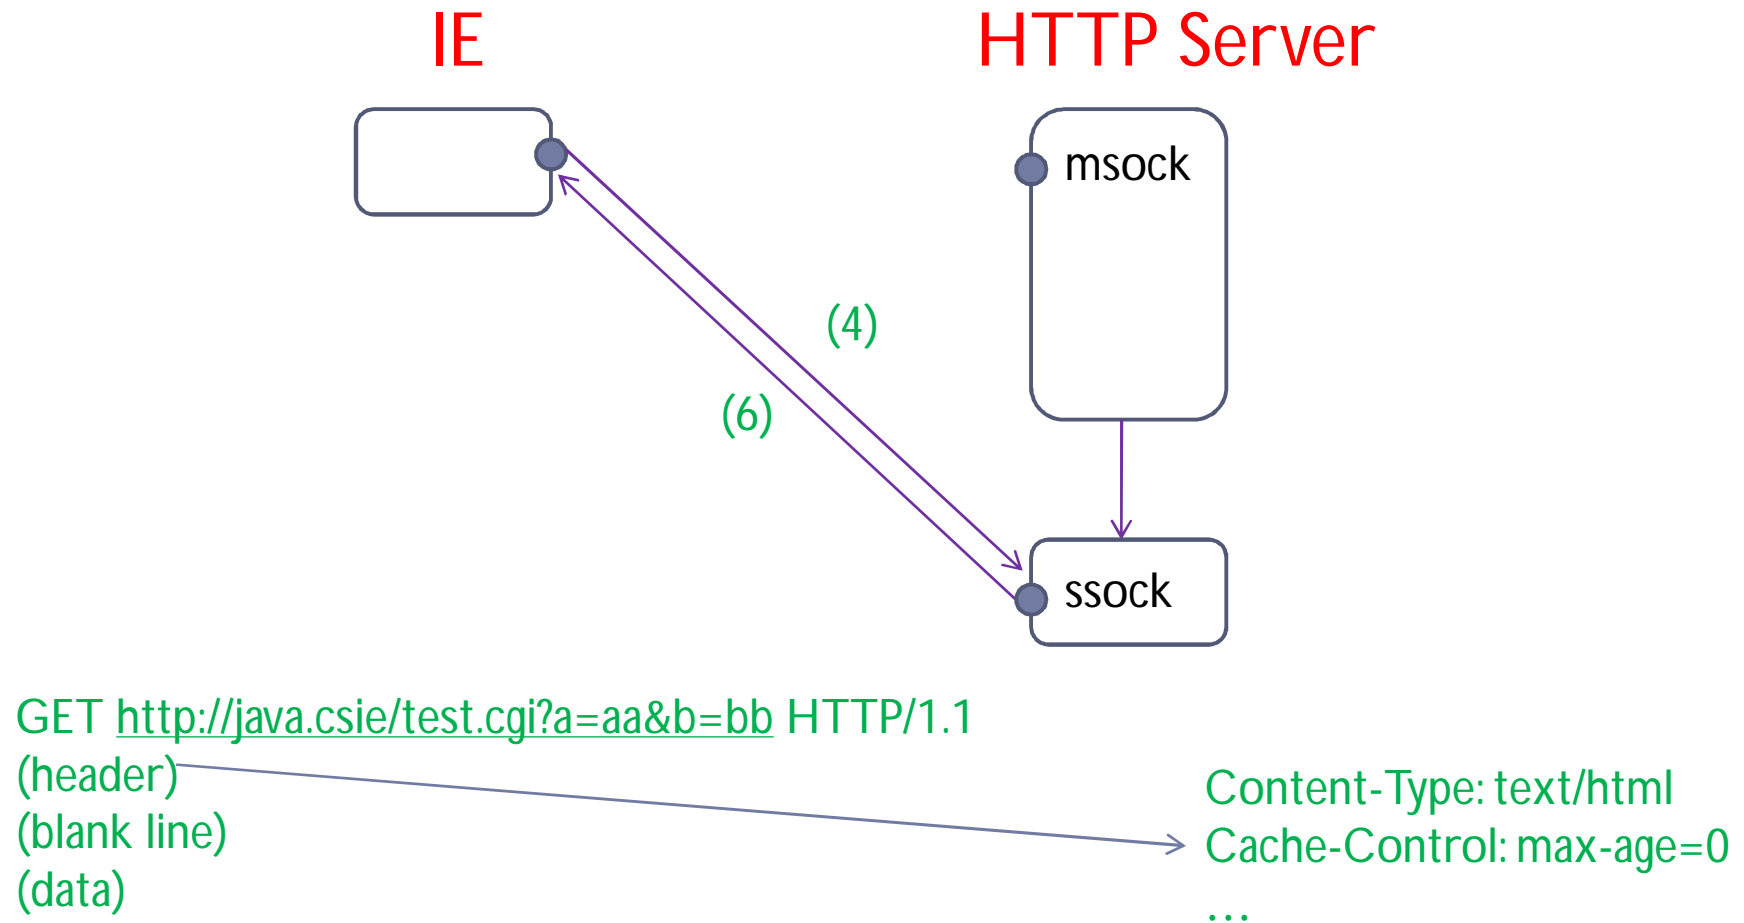 IE
HTTP Server
msock
(4)
(6)
ssock
GET http://java.csie/test.cgi?a=aa&b=bb HTTP/1.1
(header)
(blank line)
(data)
Content-Type: text/html
Cache-Control: max-age=0
…